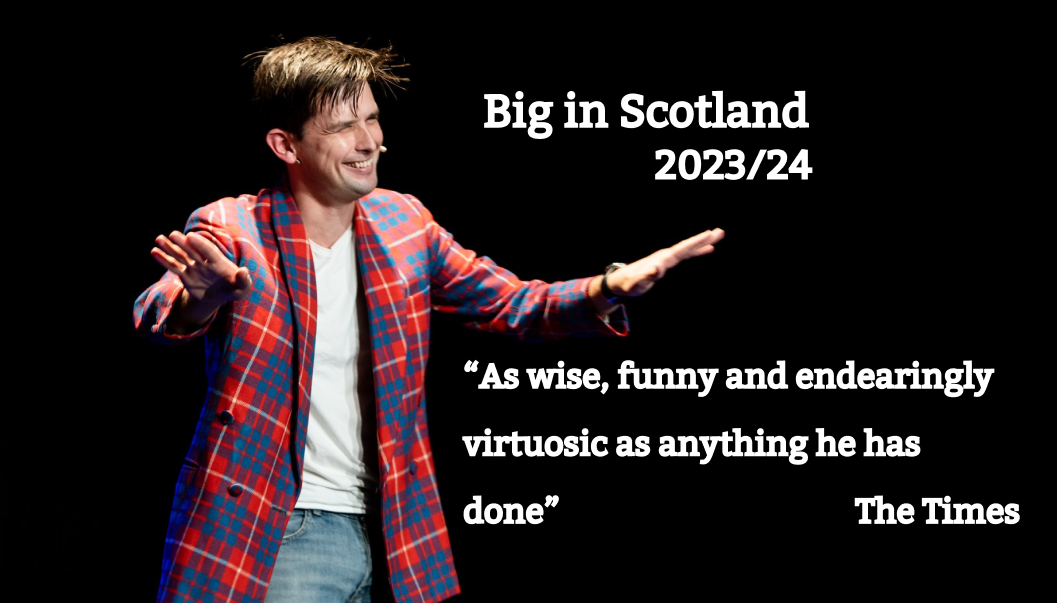 Big in Scotland
2023/24
“As wise, funny and endearingly
virtuosic as anything he has
done” The Times